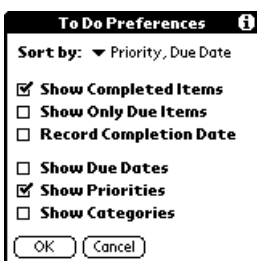 To Do Preferences
Sort by: Priority, Due Date
Show Completed Items
Show Only Due Items
Record Completion Date
Show Due Dates
Show Priorities
Show Categories
OK Cancel